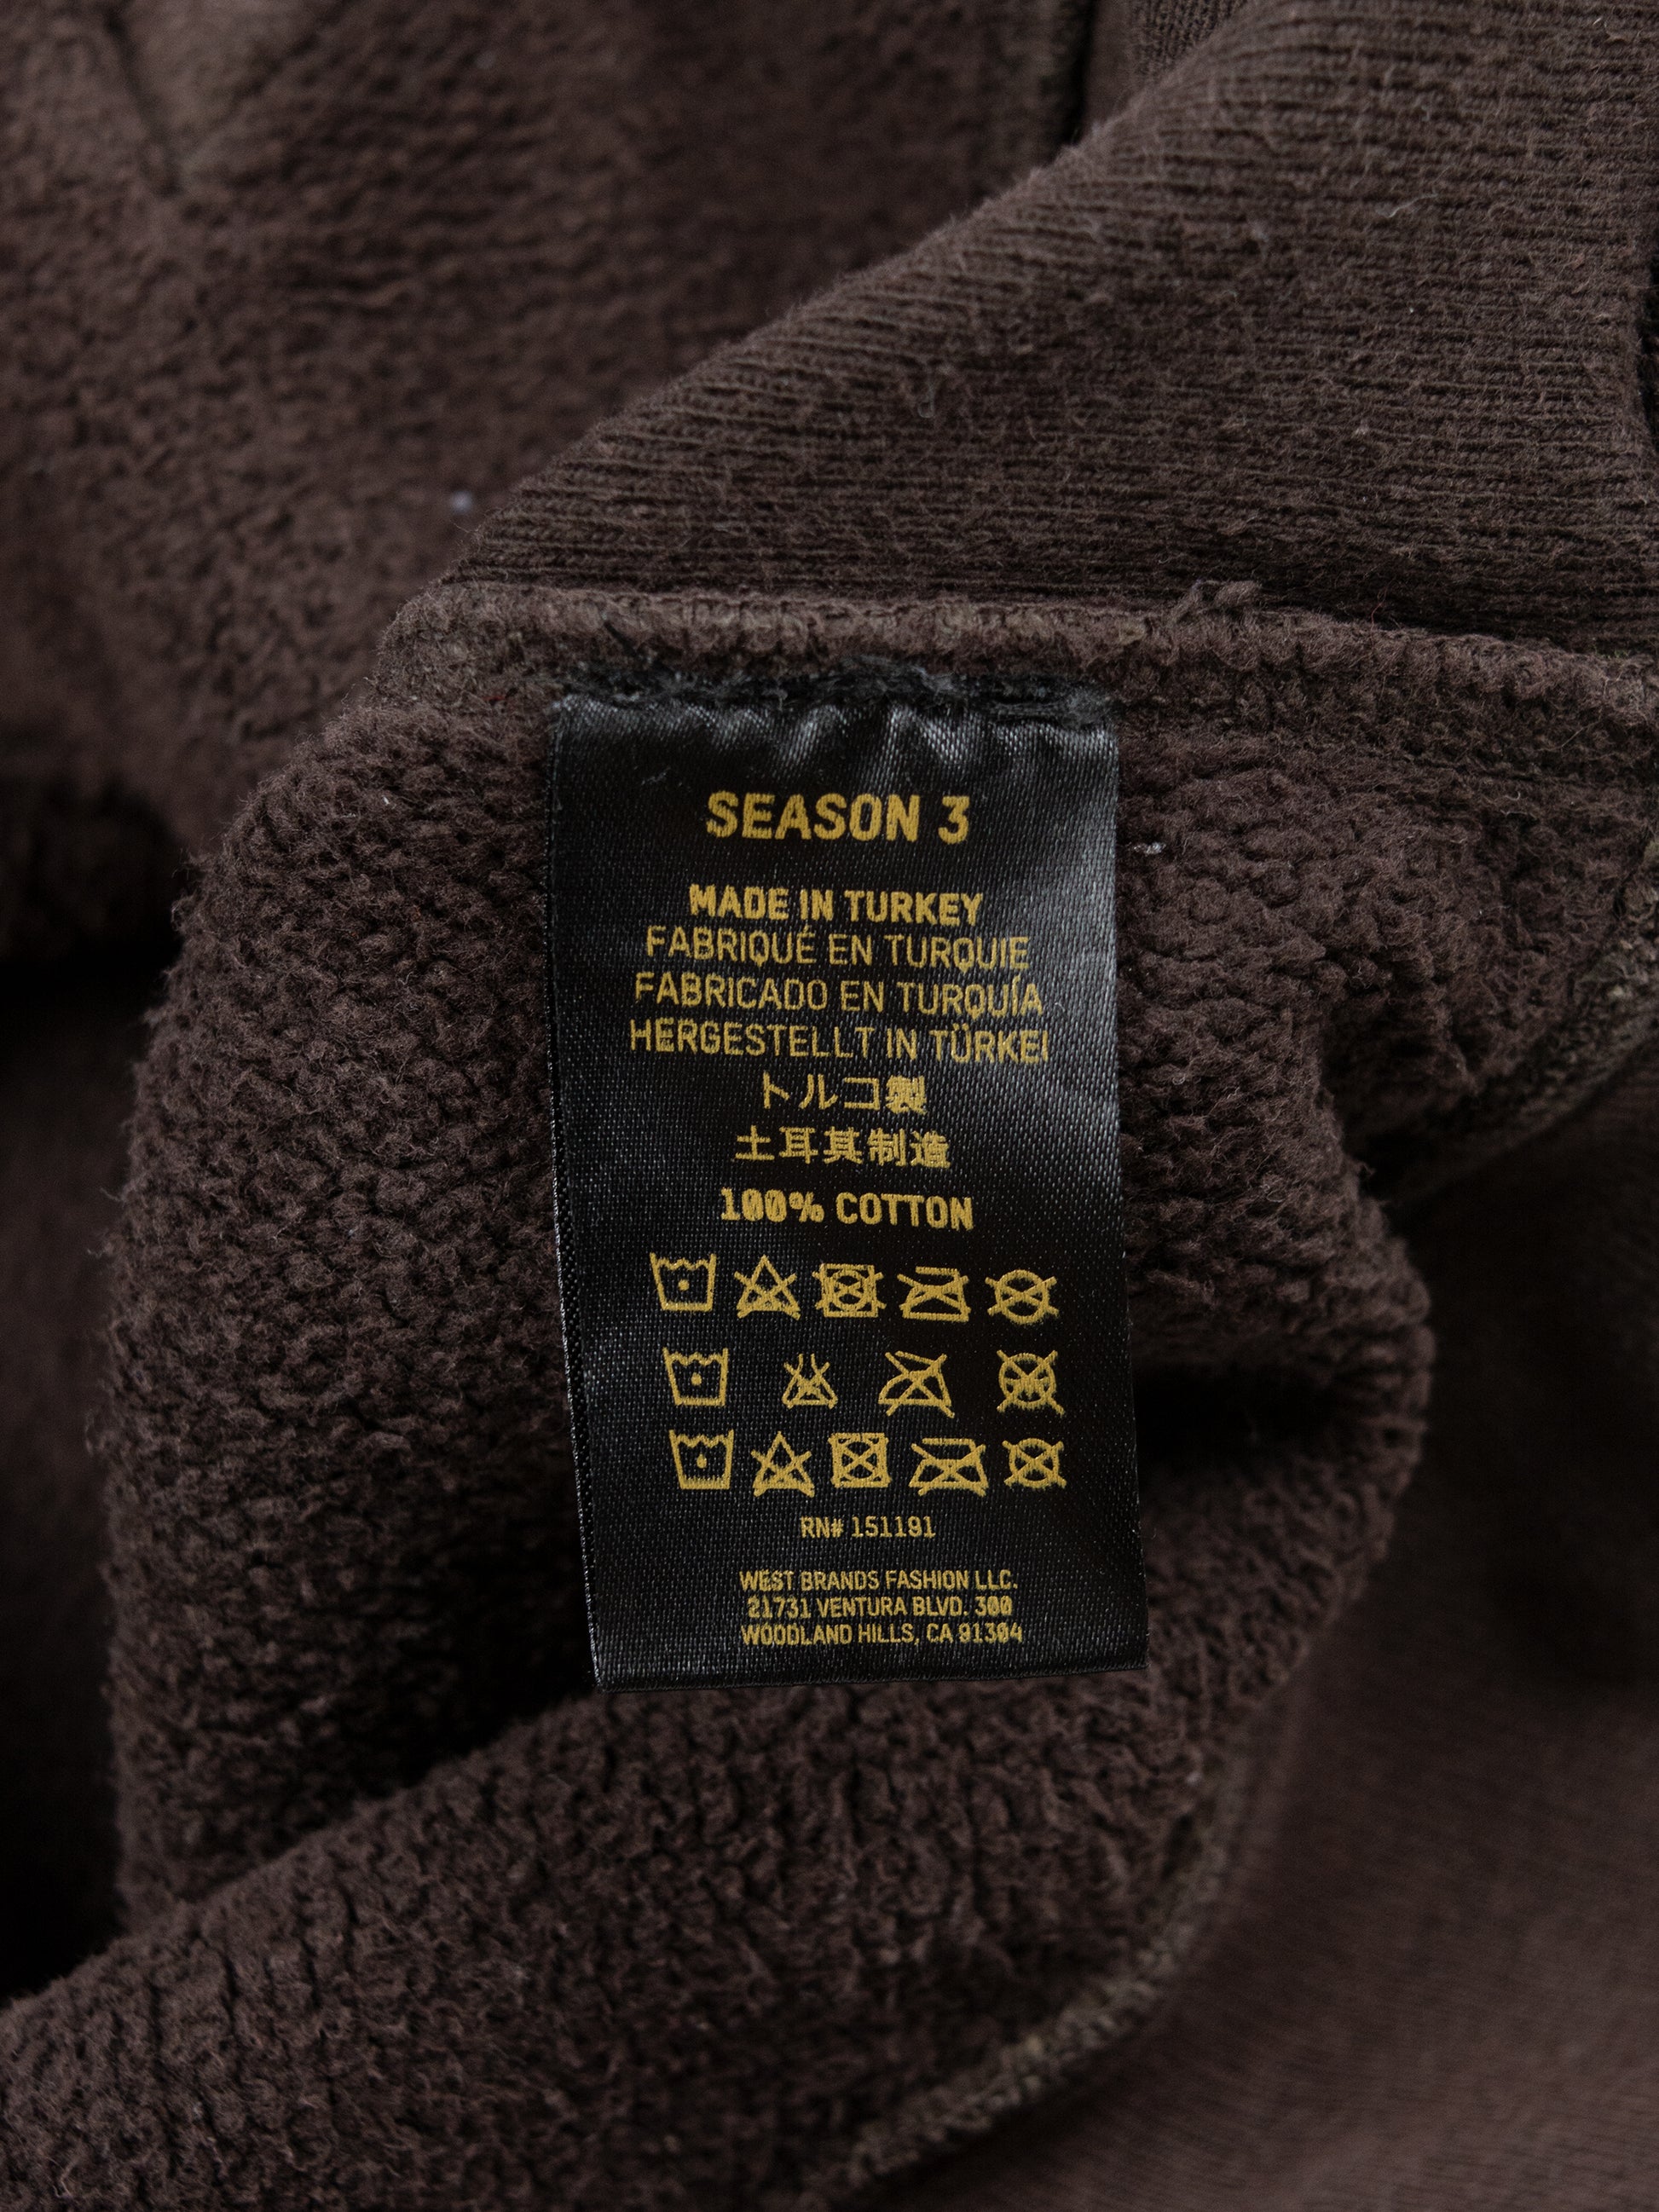 SEASON 3
MADE IN TURKEY
FABRIQUÉ EN TURQUIE
FABRICADO EN TURQUÍA
HERGESTELLT IN TÜRKEI
トルコ製
土耳其制造
100% COTTON
RN# 151191
WEST BRANDS FASHION LLC.
21731 VENTURA BLVD. 300
WOODLAND HILLS, CA 91304